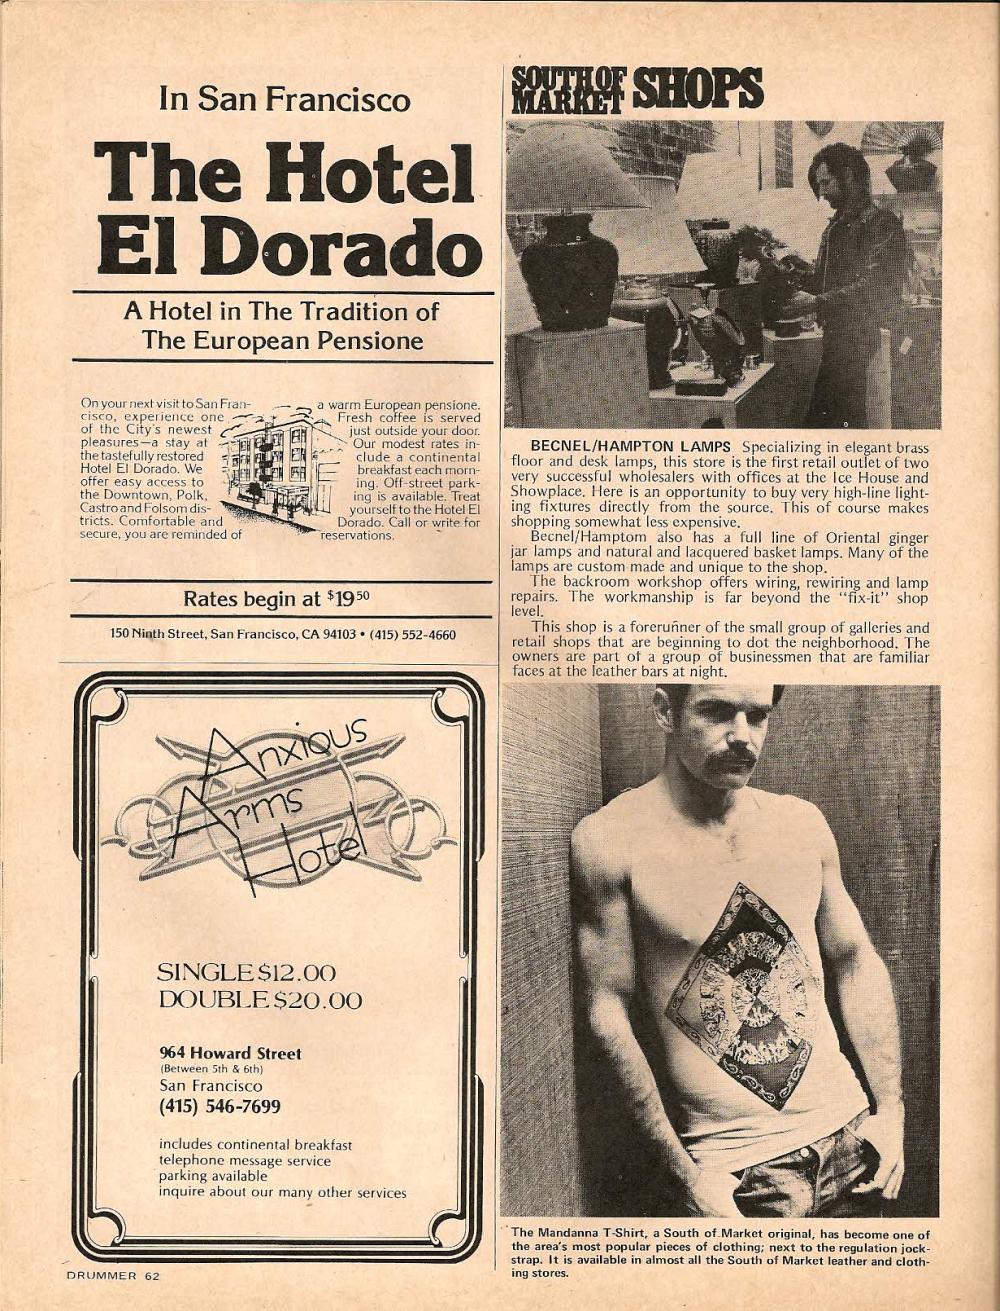 In San Francisco
The Hotel
El Dorado
A Hotel in The Tradition of
The European Pensione
On your next visit to San Fran-
cisco, experience one
of the City's newest
pleasures—a stay at
the tastefully restored
Hotel El Dorado. We
offer easy access to
the Downtown, Polk,
Castro and Folsom dis-
tricts. Comfortable and
secure, you are reminded of
a warm European pensione.
Fresh coffee is served
just outside your door.
Our modest rates in-
clude a continental
breakfast each morn-
ing. Off-street park-
ing is available. Treat
yourself to the Hotel El
Dorado. Call or write for
reservations.
Rates begin at $19 50
150 Ninth Street, San Francisco, CA 94103 • (415) 552-4660
Anxious
Arms
Hotel
SINGLE $12.00
DOUBLE $20.00
964 Howard Street
(Between 5th & 6th)
San Francisco
(415) 546-7699
includes continental breakfast
telephone message service
parking available
inquire about our many other services
DRUMMER 62
SOUTH OF
MARKET SHOPS
BECNEL/HAMPTON LAMPS Specializing in elegant brass
floor and desk lamps, this store is the first retail outlet of two
very successful wholesalers with offices at the Ice House and
Showplace. Here is an opportunity to buy very high-line light-
ing fixtures directly from the source. This of course makes
shopping somewhat less expensive.
Becnel/Hamptom also has a full line of Oriental ginger
jar lamps and natural and lacquered basket lamps. Many of the
lamps are custom made and unique to the shop.
The backroom workshop offers wiring, rewiring and lamp
repairs. The workmanship is far beyond the "fix-it" shop
level.
This shop is a forerunner of the small group of galleries and
retail shops that are beginning to dot the neighborhood. The
owners are part of a group of businessmen that are familiar
faces at the leather bars at night.
The Mandanna T-Shirt, a South of Market original, has become one of
the area's most popular pieces of clothing; next to the regulation jock-
strap. It is available in almost all the South of Market leather and cloth-
ing stores.